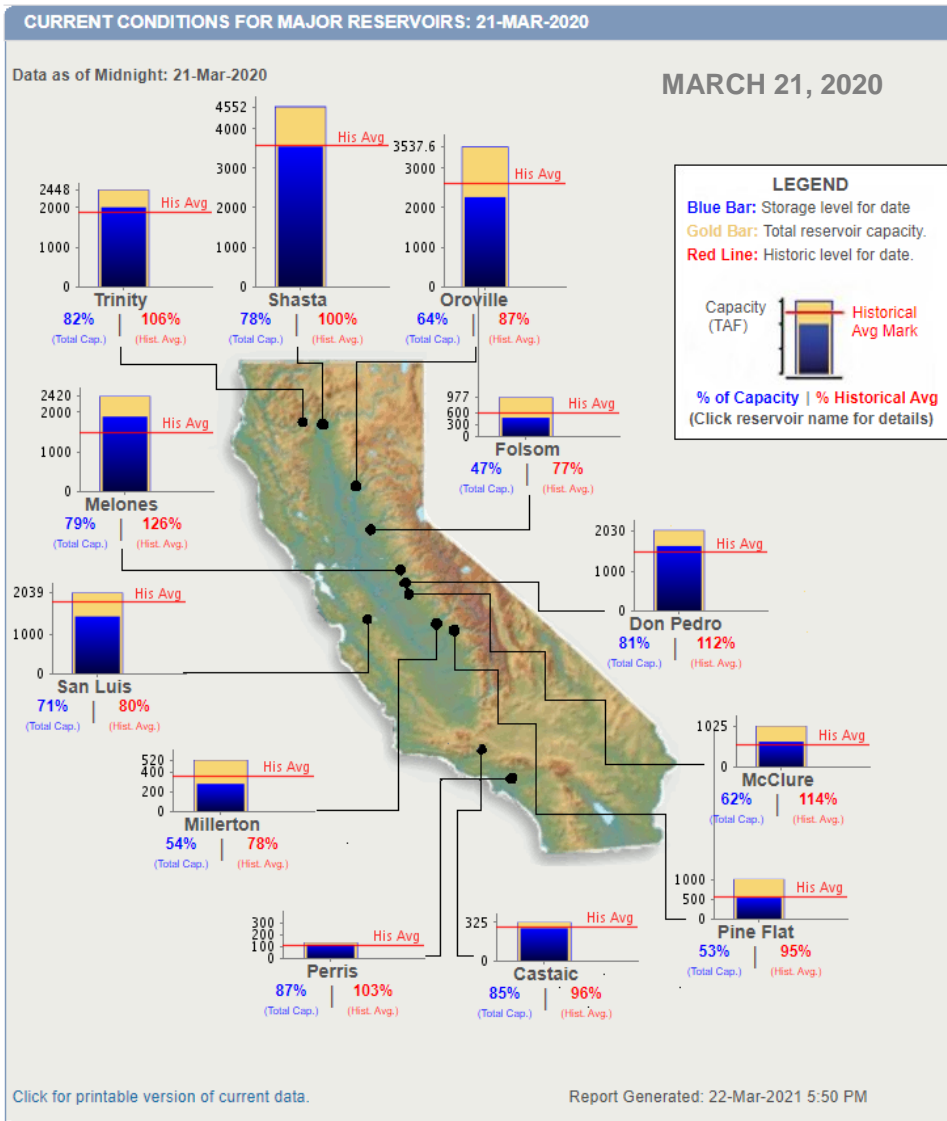 CURRENT CONDITIONS FOR MAJOR RESERVOIRS: 21-MAR-2020
Data as of Midnight: 21-Mar-2020
MARCH 21, 2020
4552
4000
3000
2000
1000
0
His Avg
Shasta
78% | 100%
(Total Cap.) (Hist. Avg.)
3537.6
3000
2000
1000
0
His Avg
Oroville
64% | 87%
(Total Cap.) (Hist. Avg.)
2448
2000
1000
0
His Avg
Trinity
82% | 106%
(Total Cap.) (Hist. Avg.)
LEGEND
Blue Bar: Storage level for date
Gold Bar: Total reservoir capacity.
Red Line: Historic level for date.
Capacity
(TAF)
Historical
Avg Mark
% of Capacity | % Historical Avg
(Click reservoir name for details)
2420
2000
1000
0
His Avg
Melones
79% | 126%
(Total Cap.) (Hist. Avg.)
977
600
300
0
His Avg
Folsom
47% | 77%
(Total Cap.) (Hist. Avg.)
2030
1000
0
His Avg
Don Pedro
81% | 112%
(Total Cap.) (Hist. Avg.)
2039
1000
0
His Avg
San Luis
71% | 80%
(Total Cap.) (Hist. Avg.)
1025
0
His Avg
McClure
62% | 114%
(Total Cap.) (Hist. Avg.)
520
400
200
0
His Avg
Millerton
54% | 78%
(Total Cap.) (Hist. Avg.)
1000
500
0
His Avg
Pine Flat
53% | 95%
(Total Cap.) (Hist. Avg.)
300
200
100
0
His Avg
Perris
87% | 103%
(Total Cap.) (Hist. Avg.)
325
0
His Avg
Castaic
85% | 96%
(Total Cap.) (Hist. Avg.)
Click for printable version of current data.
Report Generated: 22-Mar-2021 5:50 PM